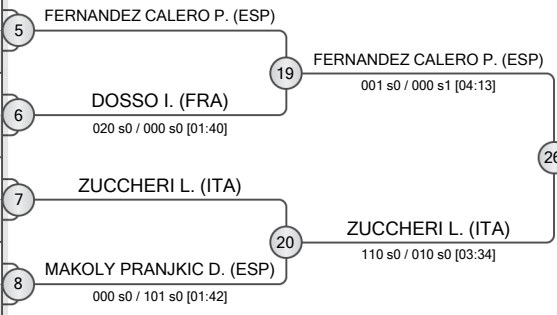 FERNANDEZ CALERO P. (ESP)
5
19
FERNANDEZ CALERO P. (ESP)
001 s0 / 000 s1 [04:13]
DOSSO I. (FRA)
6
020 s0 / 000 s0 [01:40]
26
ZUCCHERI L. (ITA)
7
20
ZUCCHERI L. (ITA)
110 s0 / 010 s0 [03:34]
MAKOLY PRANJKIC D. (ESP)
8
000 s0 / 101 s0 [01:42]